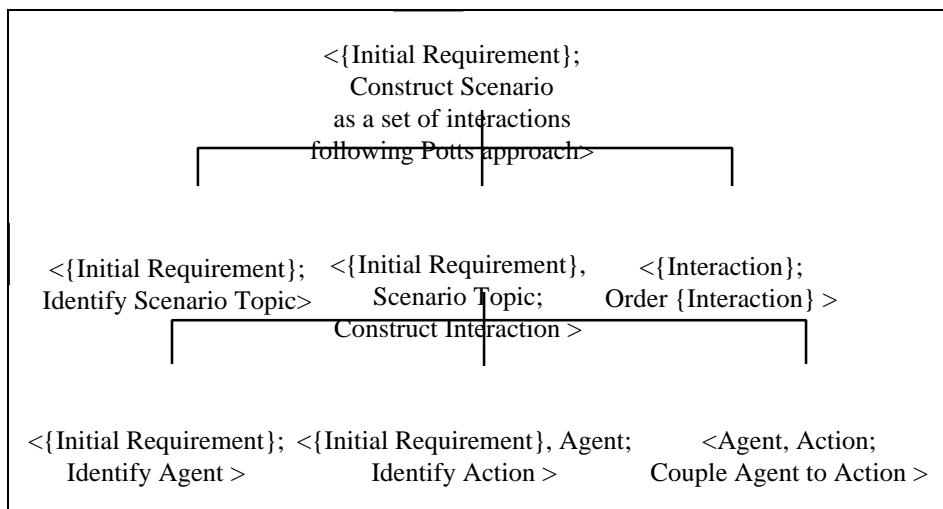 <{Initial Requirement};
Construct Scenario
as a set of interactions
following Potts approach>
<{Initial Requirement};
Identify Scenario Topic>
<{Initial Requirement},
Scenario Topic;
Construct Interaction >
<{Interaction};
Order {Interaction} >
<{Initial Requirement};
Identify Agent >
<{Initial Requirement}, Agent;
Identify Action >
<Agent, Action;
Couple Agent to Action >